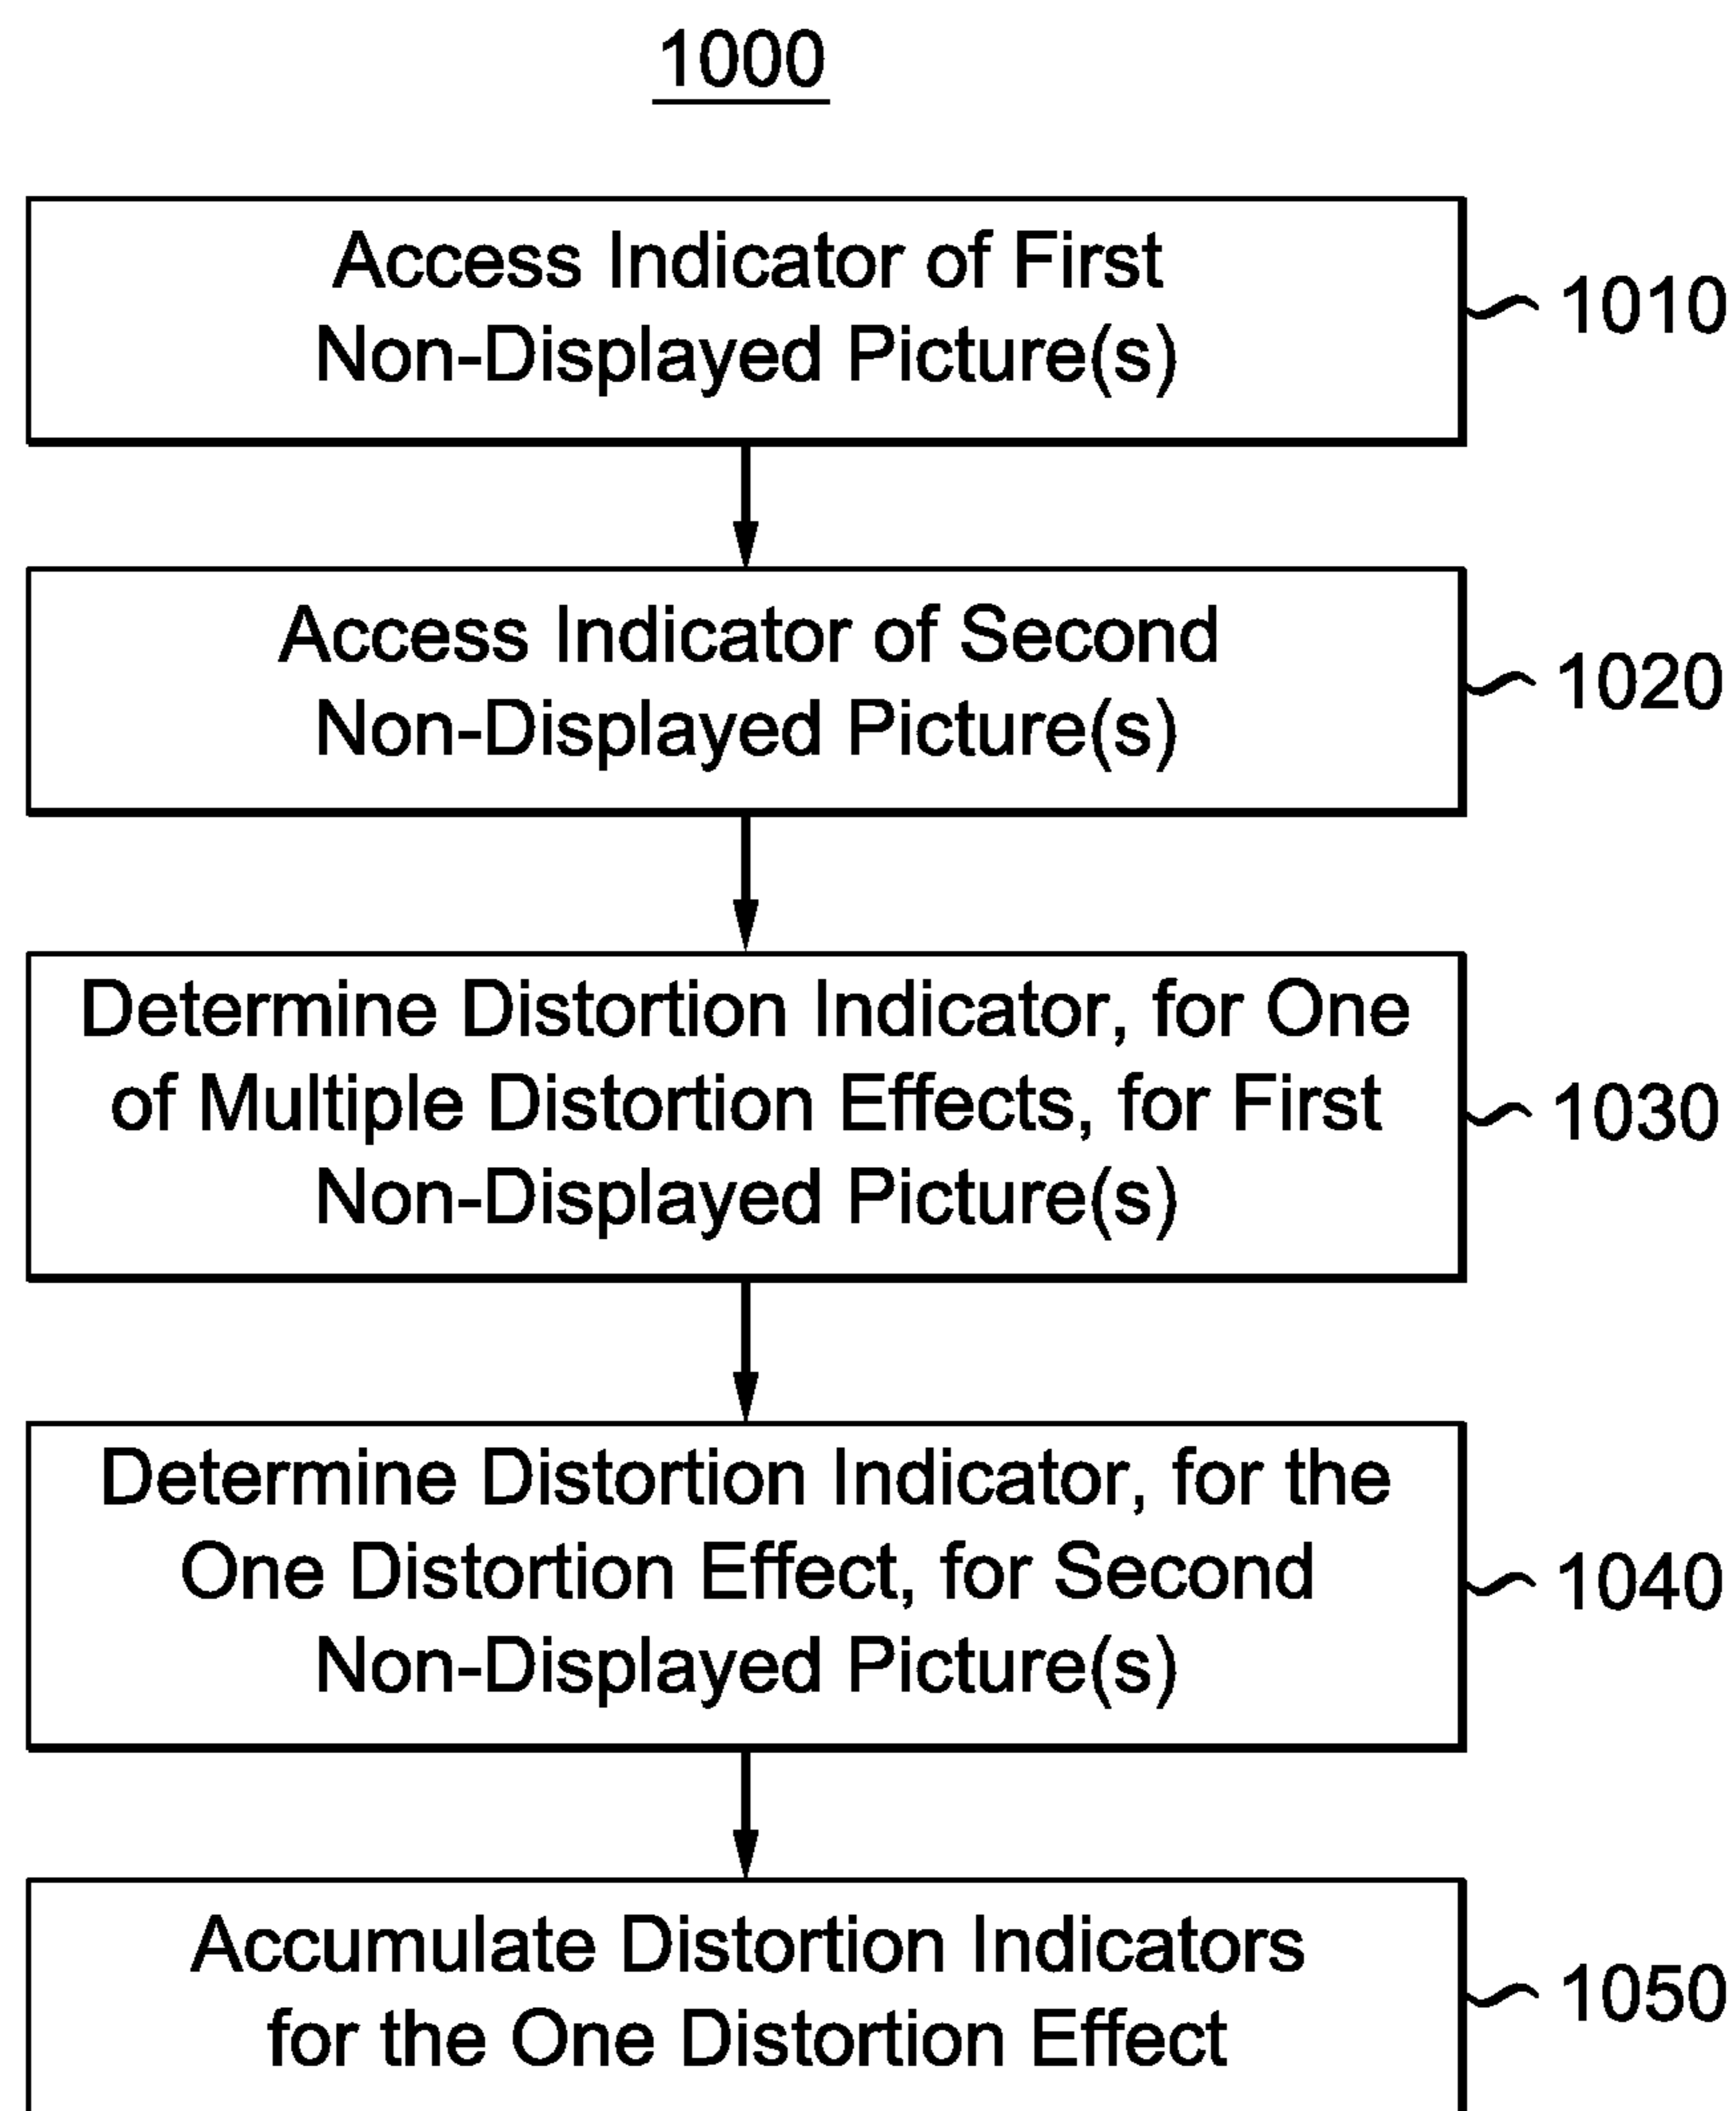 1000
Access Indicator of First
Non-Displayed Picture(s)
1010
Access Indicator of Second
Non-Displayed Picture(s)
1020
Determine Distortion Indicator, for One
of Multiple Distortion Effects, for First
Non-Displayed Picture(s)
1030
Determine Distortion Indicator, for the
One Distortion Effect, for Second
Non-Displayed Picture(s)
1040
Accumulate Distortion Indicators
for the One Distortion Effect
1050